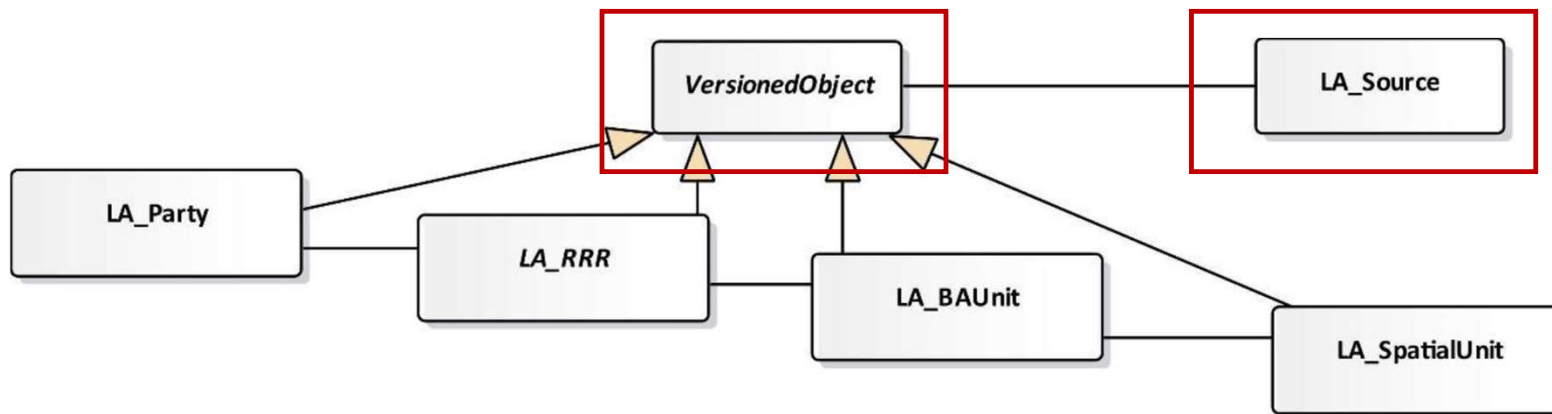 VersionedObject
LA_Source
LA_Party
LA_RRR
LA_BAUnit
LA_SpatialUnit